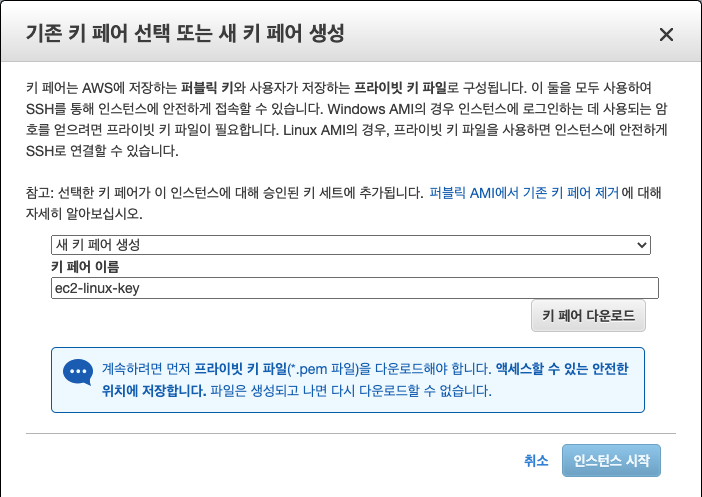 기존 키 페어 선택 또는 새 키 페어 생성
키 페어는 AWS에 저장하는 퍼블릭 키와 사용자가 저장하는 프라이빗 키 파일로 구성됩니다. 이 둘을 모두 사용하여
SSH를 통해 인스턴스에 안전하게 접속할 수 있습니다. Windows AMI의 경우 인스턴스에 로그인하는 데 사용되는 암
호를 얻으려면 프라이빗 키 파일이 필요합니다. Linux AMI의 경우, 프라이빗 키 파일을 사용하면 인스턴스에 안전하게
SSH로 연결할 수 있습니다.
참고: 선택한 키 페어가 이 인스턴스에 대해 승인된 키 세트에 추가됩니다. 퍼블릭 AMI에서 기존 키 페어 제거 에 대해
자세히 알아보십시오.
새 키 페어 생성
키 페어 이름
ec2-linux-key
키 페어 다운로드
계속하려면 먼저 프라이빗 키 파일(*.pem 파일)을 다운로드해야 합니다. 액세스할 수 있는 안전한
위치에 저장합니다. 파일은 생성되고 나면 다시 다운로드할 수 없습니다.
취소
인스턴스 시작